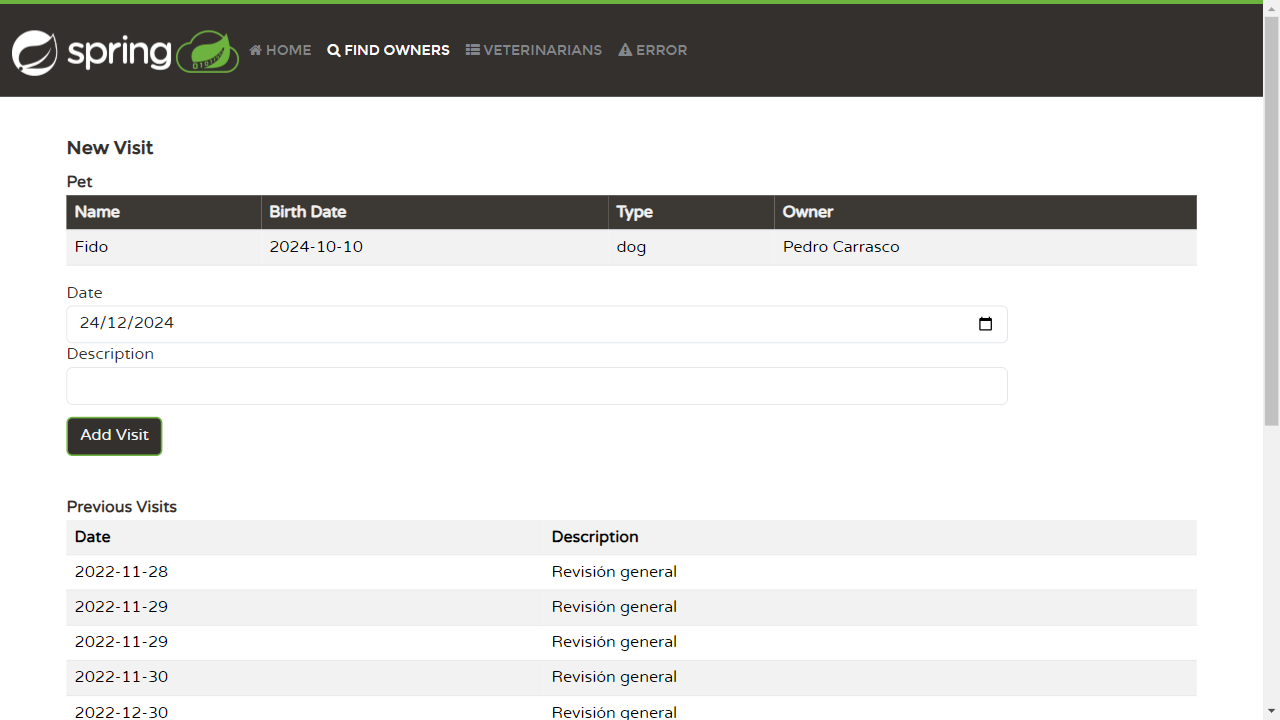 spring HOME FIND OWNERS VETERINARIANS ERROR
New Visit
Pet
Name Birth Date Type Owner
Fido 2024-10-10 dog Pedro Carrasco
Date
24/12/2024
Description
Add Visit
Previous Visits
Date Description
2022-11-28 Revisión general
2022-11-29 Revisión general
2022-11-29 Revisión general
2022-11-30 Revisión general
2022-12-30 Revisión general